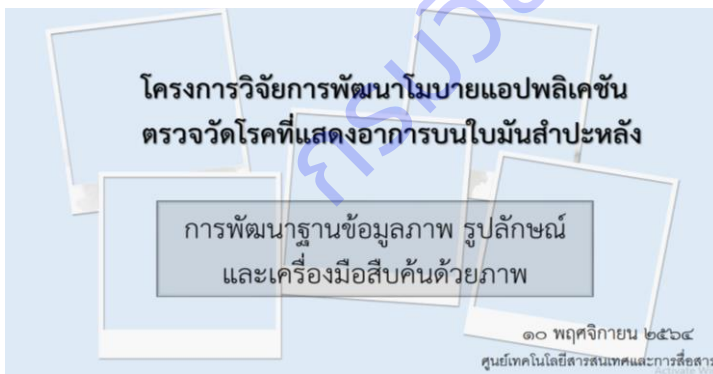 โครงการวิจัยการพัฒนาโมบายแอปพลิเคชัน
ตรวจวัดโรคที่แสดงอาการบนใบมันสำปะหลัง
การพัฒนาฐานข้อมูลภาพ รูปลักษณ์
และเครื่องมือสืบค้นด้วยภาพ
๑๐ พฤศจิกายน ๒๕๖๔
ศูนย์เทคโนโลยีสารสนเทศและการสื่อสาร